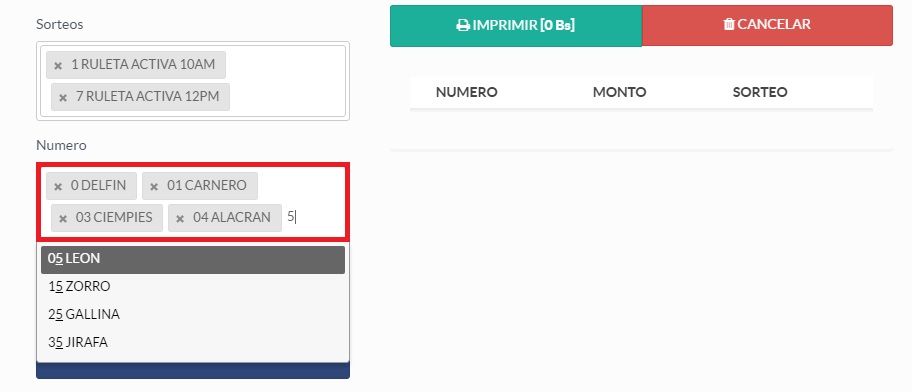 Sorteos
× 1 RULETA ACTIVA 10AM
× 7 RULETA ACTIVA 12PM
Numero
× 0 DELFIN × 01 CARNERO
× 03 CIEMPIES × 04 ALACRAN 5
05 LEON
15 ZORRO
25 GALLINA
35 JIRAFA
IMPRIMIR [0 Bs] CANCELAR
NUMERO MONTO SORTEO